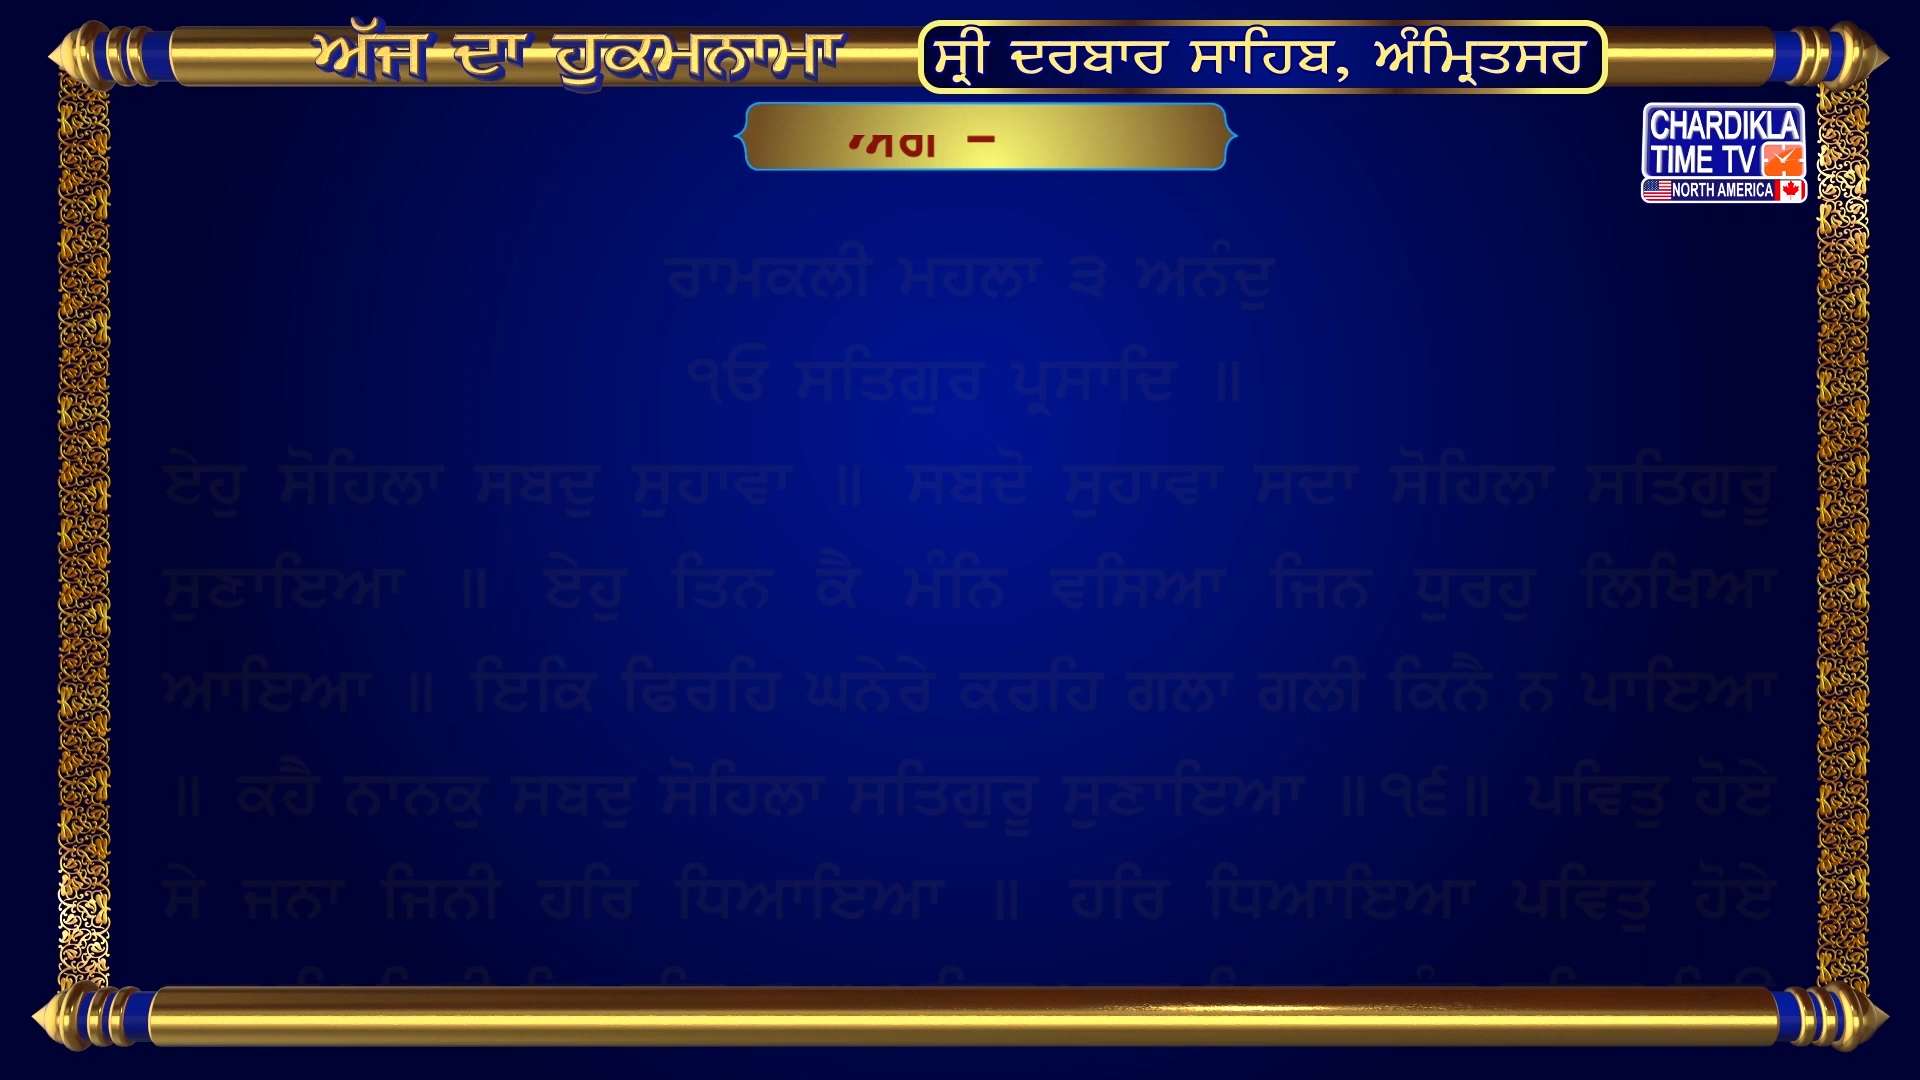 ਅੱਜ ਦਾ ਹੁਕਮਨਾਮਾ
ਸ੍ਰੀ ਦਰਬਾਰ ਸਾਹਿਬ, ਅੰਮ੍ਰਿਤਸਰ
CHARDIKLA
TIME TV
NORTH AMERICA
ਰਾਮਕਲੀ ਮਹਲਾ ੩ ਅਨੰਦੁ
ੴ ਸਤਿਗੁਰ ਪ੍ਰਸਾਦਿ ॥
ਏਹੁ ਸੋਹਿਲਾ ਸਬਦੁ ਸੁਹਾਵਾ ॥ ਸਬਦੋ ਸੁਹਾਵਾ ਸਦਾ ਸੋਹਿਲਾ ਸਤਿਗੁਰੂ
ਸੁਣਾਇਆ ॥ ਏਹੁ ਤਿਨ ਕੈ ਮੰਨਿ ਵਸਿਆ ਜਿਨ ਧੁਰਹੁ ਲਿਖਿਆ
ਆਇਆ ॥ ਇਕਿ ਫਿਰਹਿ ਘਨੇਰੇ ਕਰਹਿ ਗਲਾ ਗਲੀ ਕਿਨੈ ਨ ਪਾਇਆ
॥ ਕਹੈ ਨਾਨਕੁ ਸਬਦੁ ਸੋਹਿਲਾ ਸਤਿਗੁਰੂ ਸੁਣਾਇਆ ॥੧੬॥ ਪਵਿਤੁ ਹੋਏ
ਸੇ ਜਨਾ ਜਿਨੀ ਹਰਿ ਧਿਆਇਆ ॥ ਹਰਿ ਧਿਆਇਆ ਪਵਿਤੁ ਹੋਏ